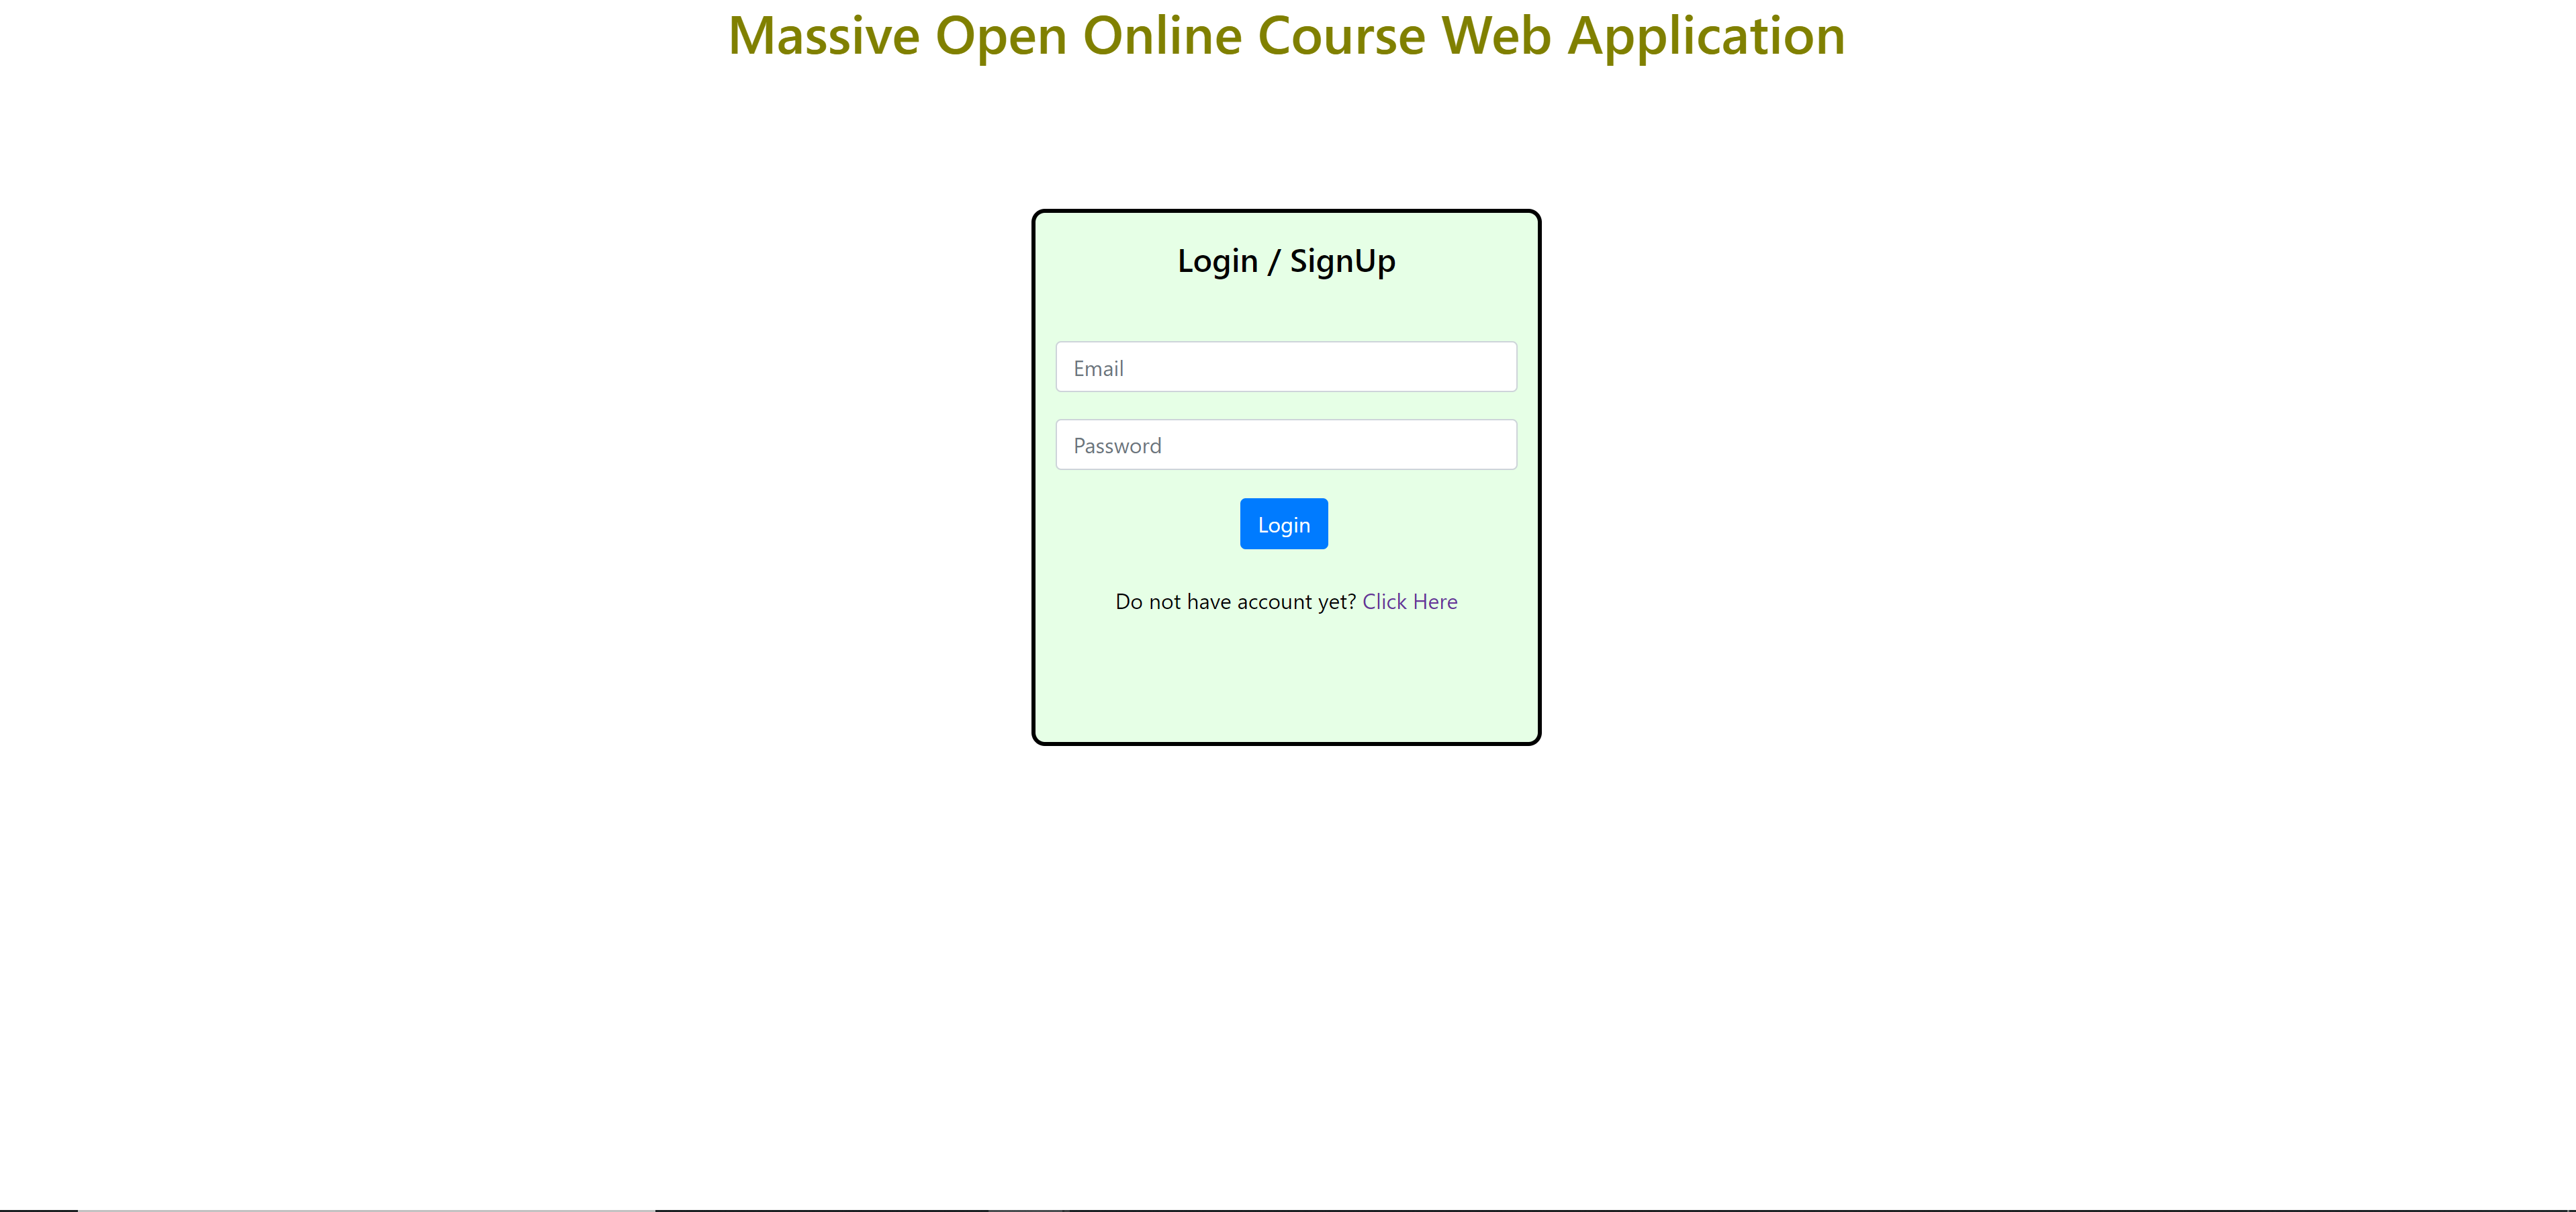 Massive Open Online Course Web Application
Login / SignUp
Email
Password
Login
Do not have account yet? Click Here